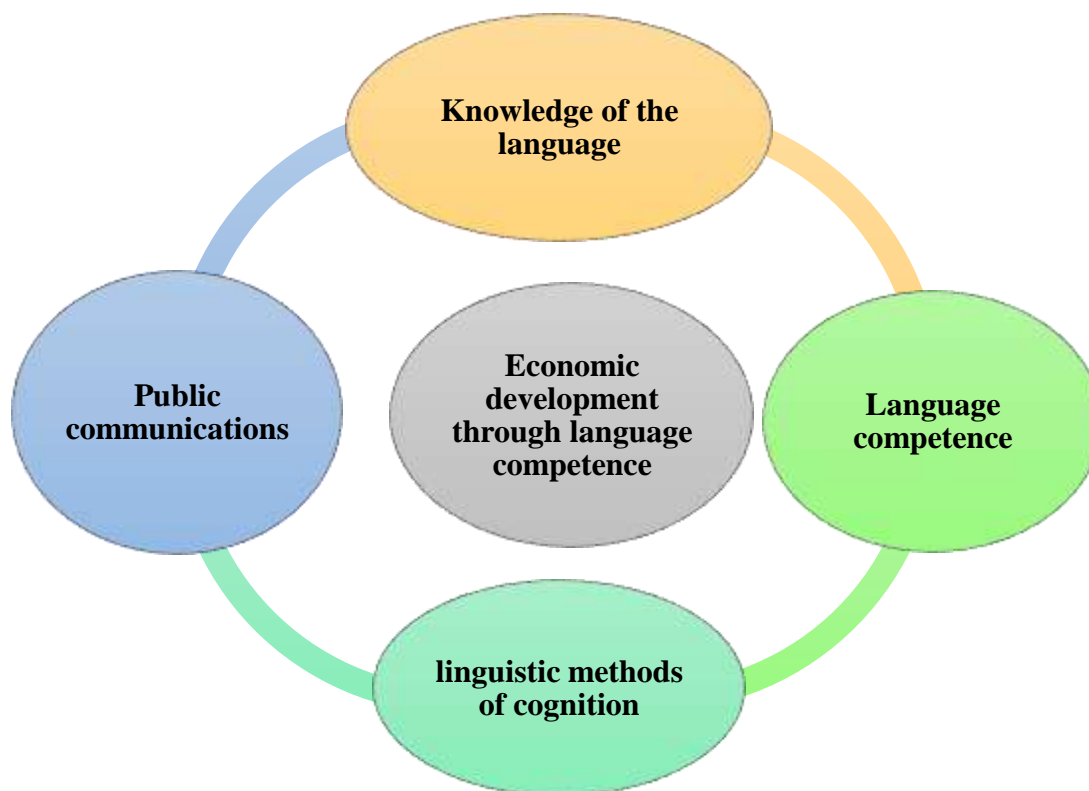 Knowledge of the
language
Public
communications
Economic
development
through language
competence
Language
competence
linguistic methods
of cognition